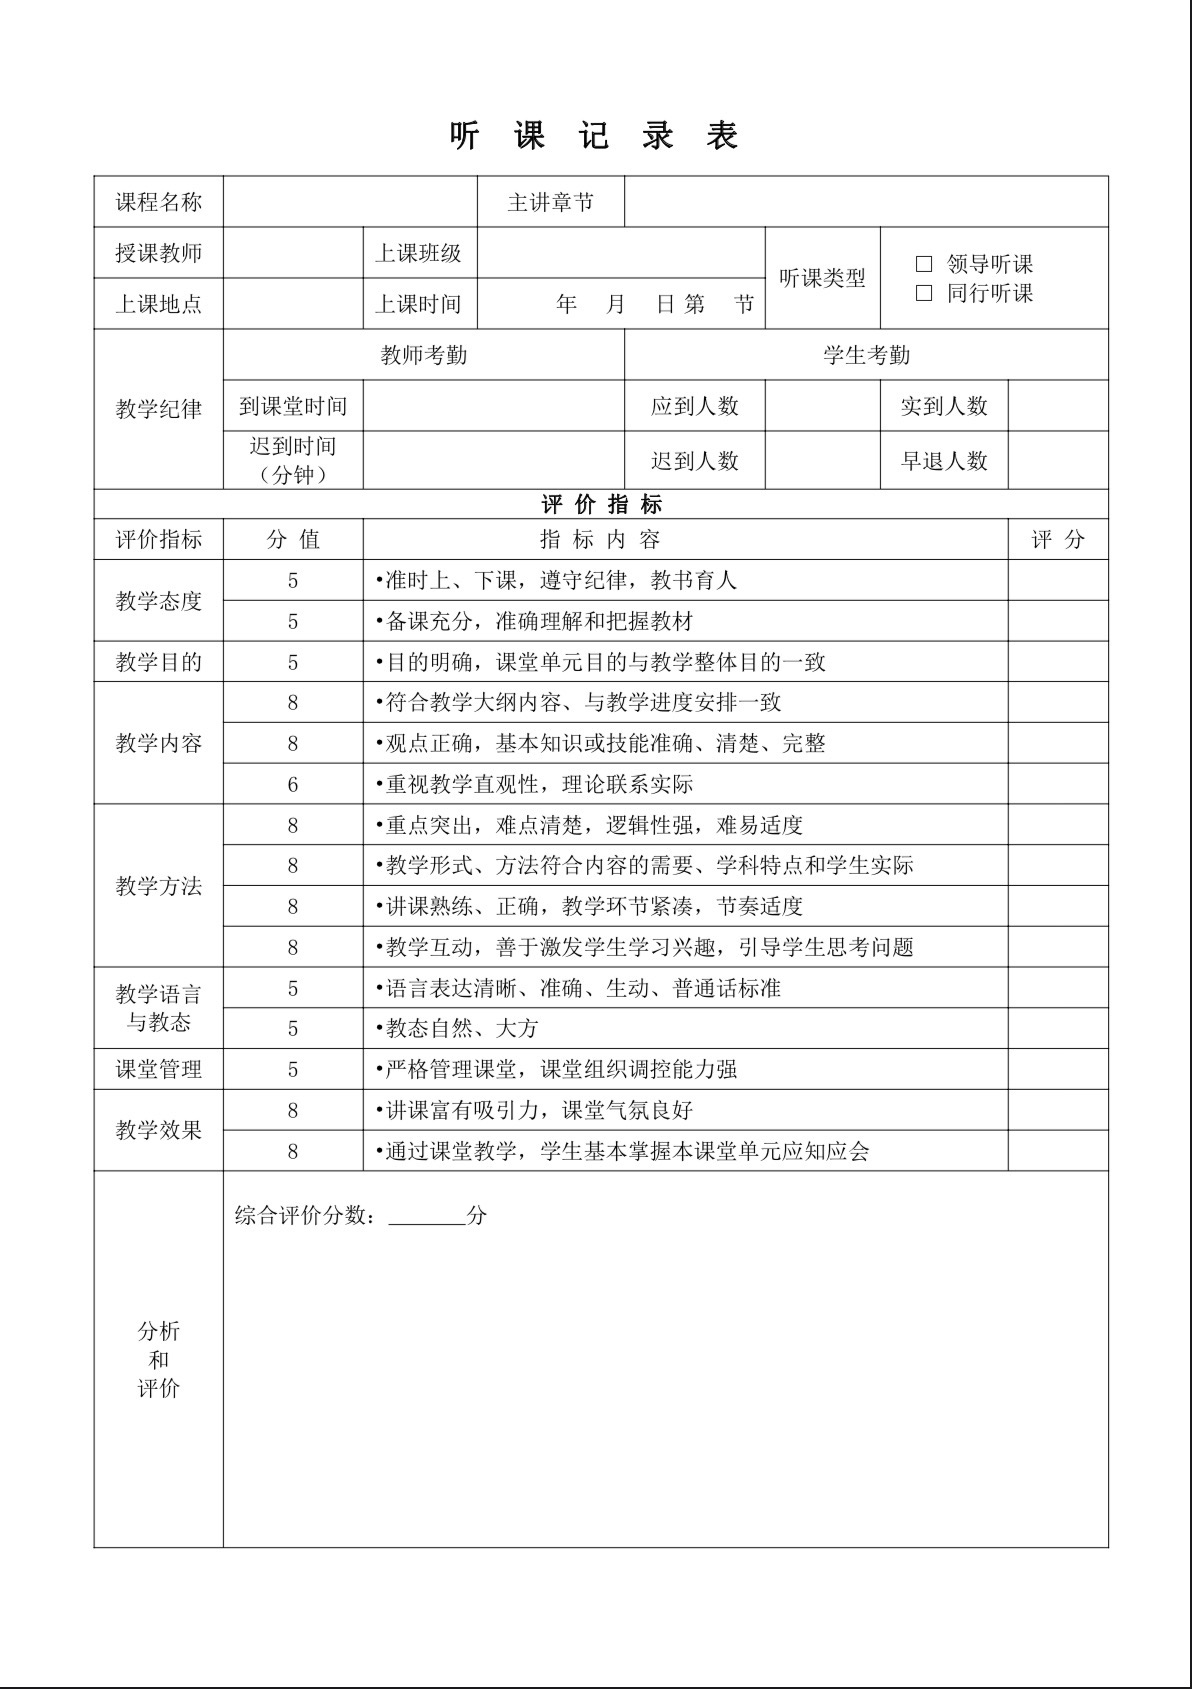 听 课 记 录 表
课程名称 主讲章节
授课教师 上课班级 听课类型 □ 领导听课
□ 同行听课
上课地点 上课时间 年 月 日 第 节
教学纪律 教师考勤 学生考勤
到课堂时间 应到人数 实到人数
迟到时间
（分钟） 迟到人数 早退人数
评 价 指 标
评价指标 分 值 指 标 内 容 评 分
教学态度 5 •准时上、下课，遵守纪律，教书育人
5 •备课充分，准确理解和把握教材
教学目的 5 •目的明确，课堂单元目的与教学整体目的一致
教学内容 8 •符合教学大纲内容、与教学进度安排一致
8 •观点正确，基本知识或技能准确、清楚、完整
6 •重视教学直观性，理论联系实际
教学方法 8 •重点突出，难点清楚，逻辑性强，难易适度
8 •教学形式、方法符合内容的需要、学科特点和学生实际
8 •讲课熟练、正确，教学环节紧凑，节奏适度
8 •教学互动，善于激发学生学习兴趣，引导学生思考问题
教学语言
与教态 5 •语言表达清晰、准确、生动、普通话标准
5 •教态自然、大方
课堂管理 5 •严格管理课堂，课堂组织调控能力强
教学效果 8 •讲课富有吸引力，课堂气氛良好
8 •通过课堂教学，学生基本掌握本课堂单元应知应会
综合评价分数：_______分
分析
和
评价